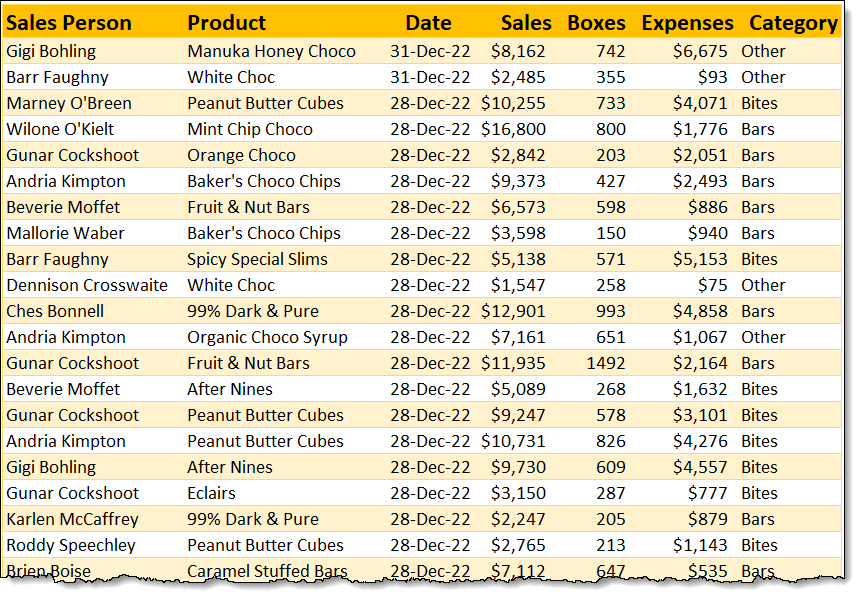 Sales Person Product Date Sales Boxes Expenses Category
Gigi Bohling Manuka Honey Choco 31-Dec-22 $8,162 742 $6,675 Other
Barr Faughny White Choc 31-Dec-22 $2,485 355 $93 Other
Marney O'Breen Peanut Butter Cubes 28-Dec-22 $10,255 733 $4,071 Bites
Wilone O'Kielt Mint Chip Choco 28-Dec-22 $16,800 800 $1,776 Bars
Gunar Cockshoot Orange Choco 28-Dec-22 $2,842 203 $2,051 Bars
Andria Kimpton Baker's Choco Chips 28-Dec-22 $9,373 427 $2,493 Bars
Beverie Moffet Fruit & Nut Bars 28-Dec-22 $6,573 598 $886 Bars
Mallorie Waber Baker's Choco Chips 28-Dec-22 $3,598 150 $940 Bars
Barr Faughny Spicy Special Slims 28-Dec-22 $5,138 571 $5,153 Bites
Dennison Crosswaite White Choc 28-Dec-22 $1,547 258 $75 Other
Ches Bonnell 99% Dark & Pure 28-Dec-22 $12,901 993 $4,858 Bars
Andria Kimpton Organic Choco Syrup 28-Dec-22 $7,161 651 $1,067 Other
Gunar Cockshoot Fruit & Nut Bars 28-Dec-22 $11,935 1492 $2,164 Bars
Beverie Moffet After Nines 28-Dec-22 $5,089 268 $1,632 Bites
Gunar Cockshoot Peanut Butter Cubes 28-Dec-22 $9,247 578 $3,101 Bites
Andria Kimpton Peanut Butter Cubes 28-Dec-22 $10,731 826 $4,276 Bites
Gigi Bohling After Nines 28-Dec-22 $9,730 609 $4,557 Bites
Gunar Cockshoot Eclairs 28-Dec-22 $3,150 287 $777 Bites
Karlen McCaffrey 99% Dark & Pure 28-Dec-22 $2,247 205 $879 Bars
Roddy Speechley Peanut Butter Cubes 28-Dec-22 $2,765 213 $1,143 Bites
Brien Boise Caramel Stuffed Bars 28-Dec-22 $7,112 647 $535 Bars